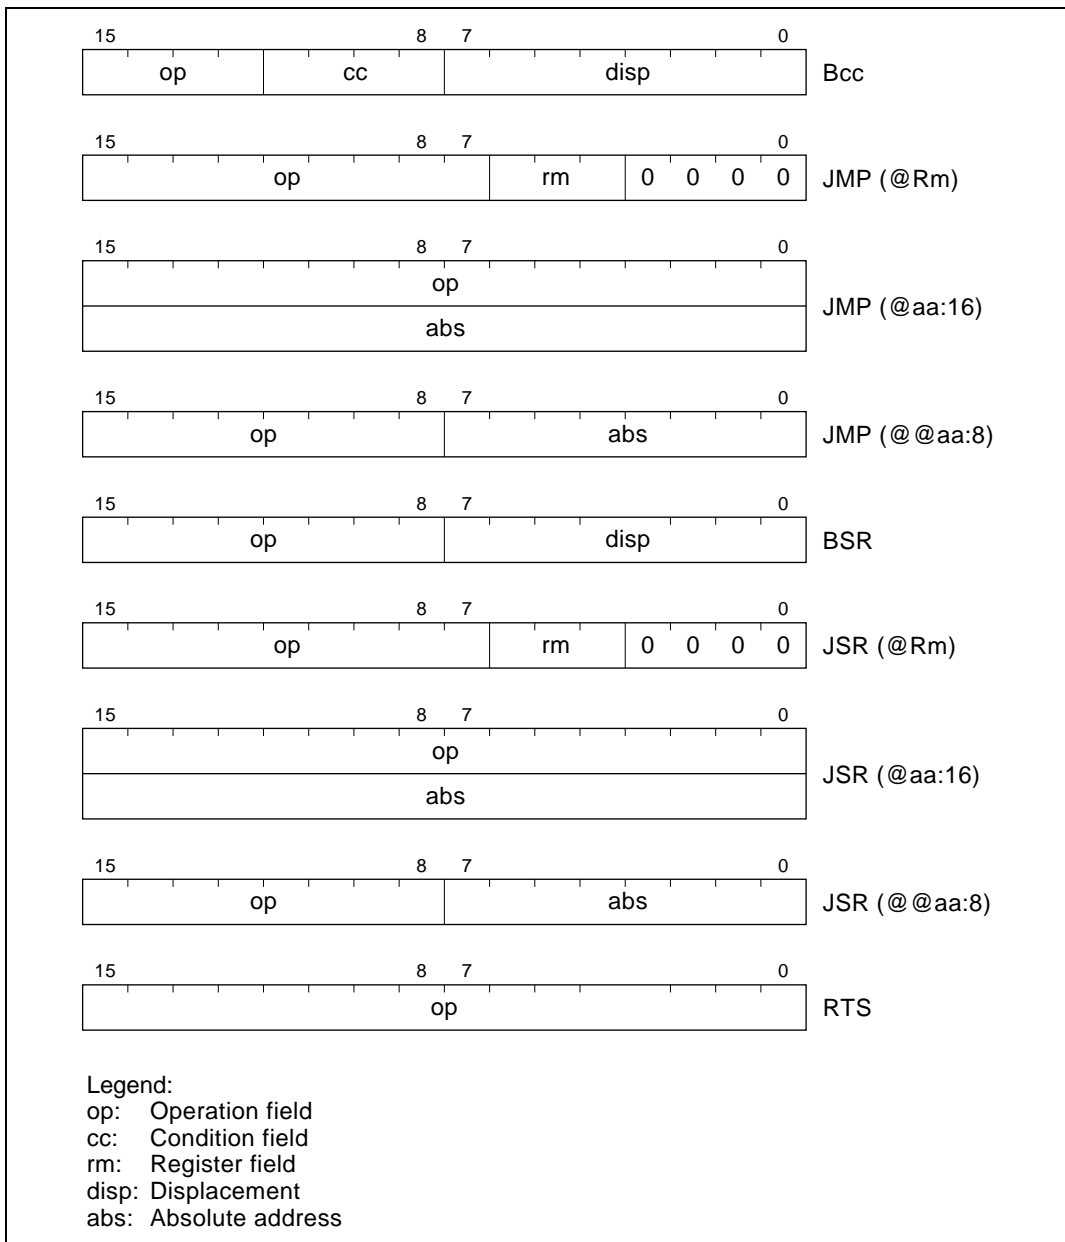 15 8 7 0
op cc disp Bcc
15 8 7 0
op rm 0 0 0 0 JMP (@Rm)
15 8 7 0
op
JMP (@aa:16)
abs
15 8 7 0
op abs JMP (@@aa:8)
15 8 7 0
op disp BSR
15 8 7 0
op rm 0 0 0 0 JSR (@Rm)
15 8 7 0
op
JSR (@aa:16)
abs
15 8 7 0
op abs JSR (@@aa:8)
15 8 7 0
op RTS
Legend:
op: Operation field
cc: Condition field
rm: Register field
disp: Displacement
abs: Absolute address